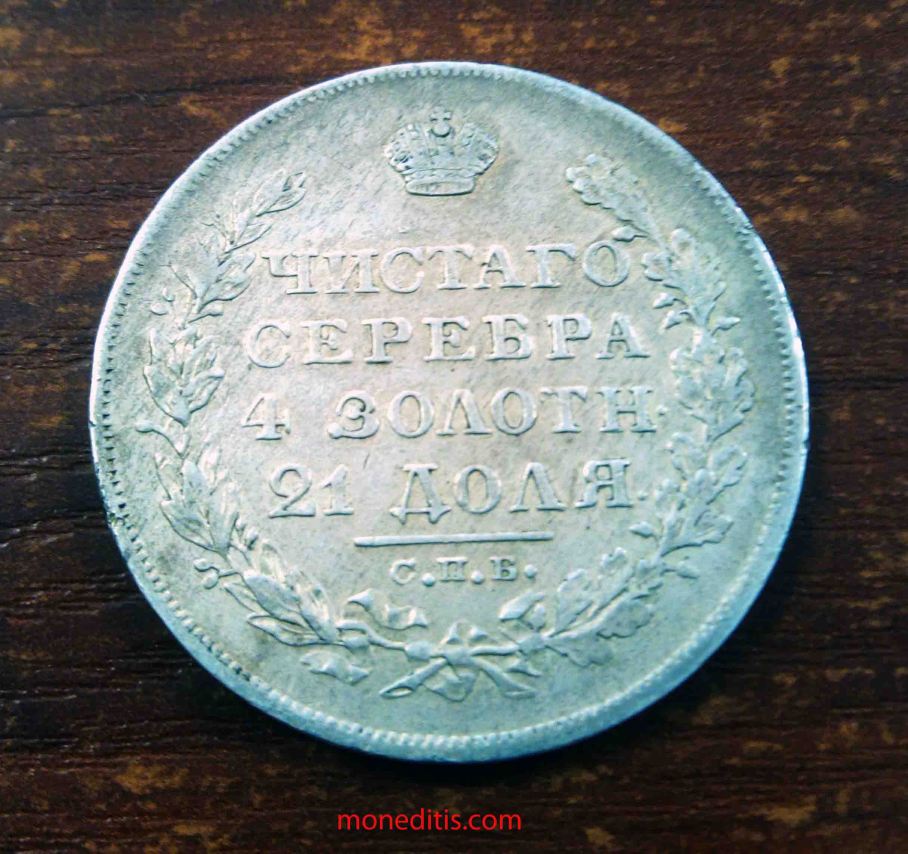 ЧИСТАГО
СЕРЕБРА
4 ЗОЛОТН.
21 ДОЛЯ.
С.П.Б.
moneditis.com